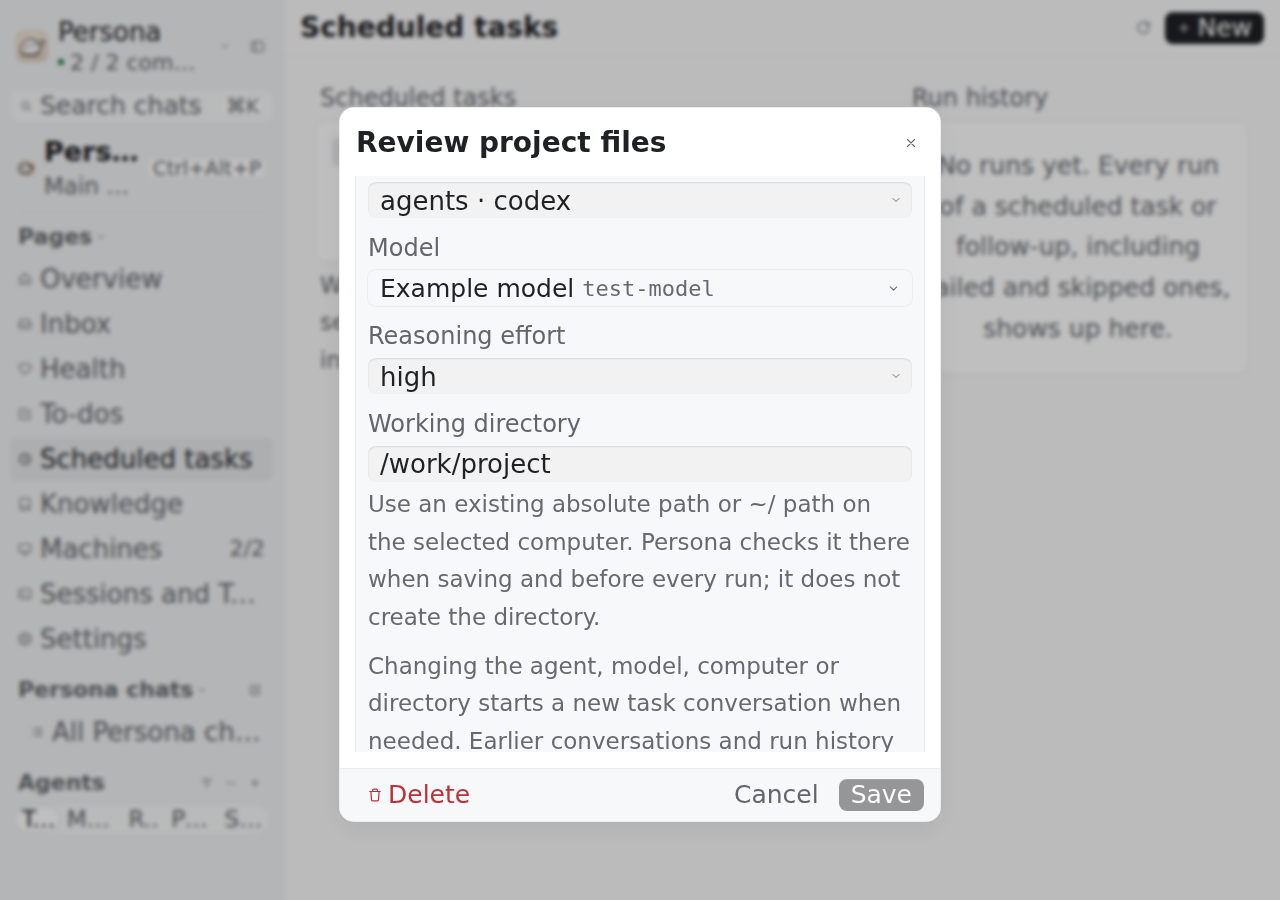 Persona
2 / 2 com...
Search chats ⌘K
Pers... Ctrl+Alt+P
Main ...
Pages
Overview
Inbox
Health
To-dos
Scheduled tasks
Knowledge
Machines 2/2
Sessions and T...
Settings
Persona chats
All Persona ch...
Agents
T... M... R.. P... S...
Scheduled tasks
+ New
Scheduled tasks
Run history
No runs yet. Every run
of a scheduled task or
follow-up, including
ailed and skipped ones,
shows up here.
Review project files
agents · codex
Model
Example model test-model
Reasoning effort
high
Working directory
/work/project
Use an existing absolute path or ~/ path on
the selected computer. Persona checks it there
when saving and before every run; it does not
create the directory.
Changing the agent, model, computer or
directory starts a new task conversation when
needed. Earlier conversations and run history
Delete
Cancel
Save